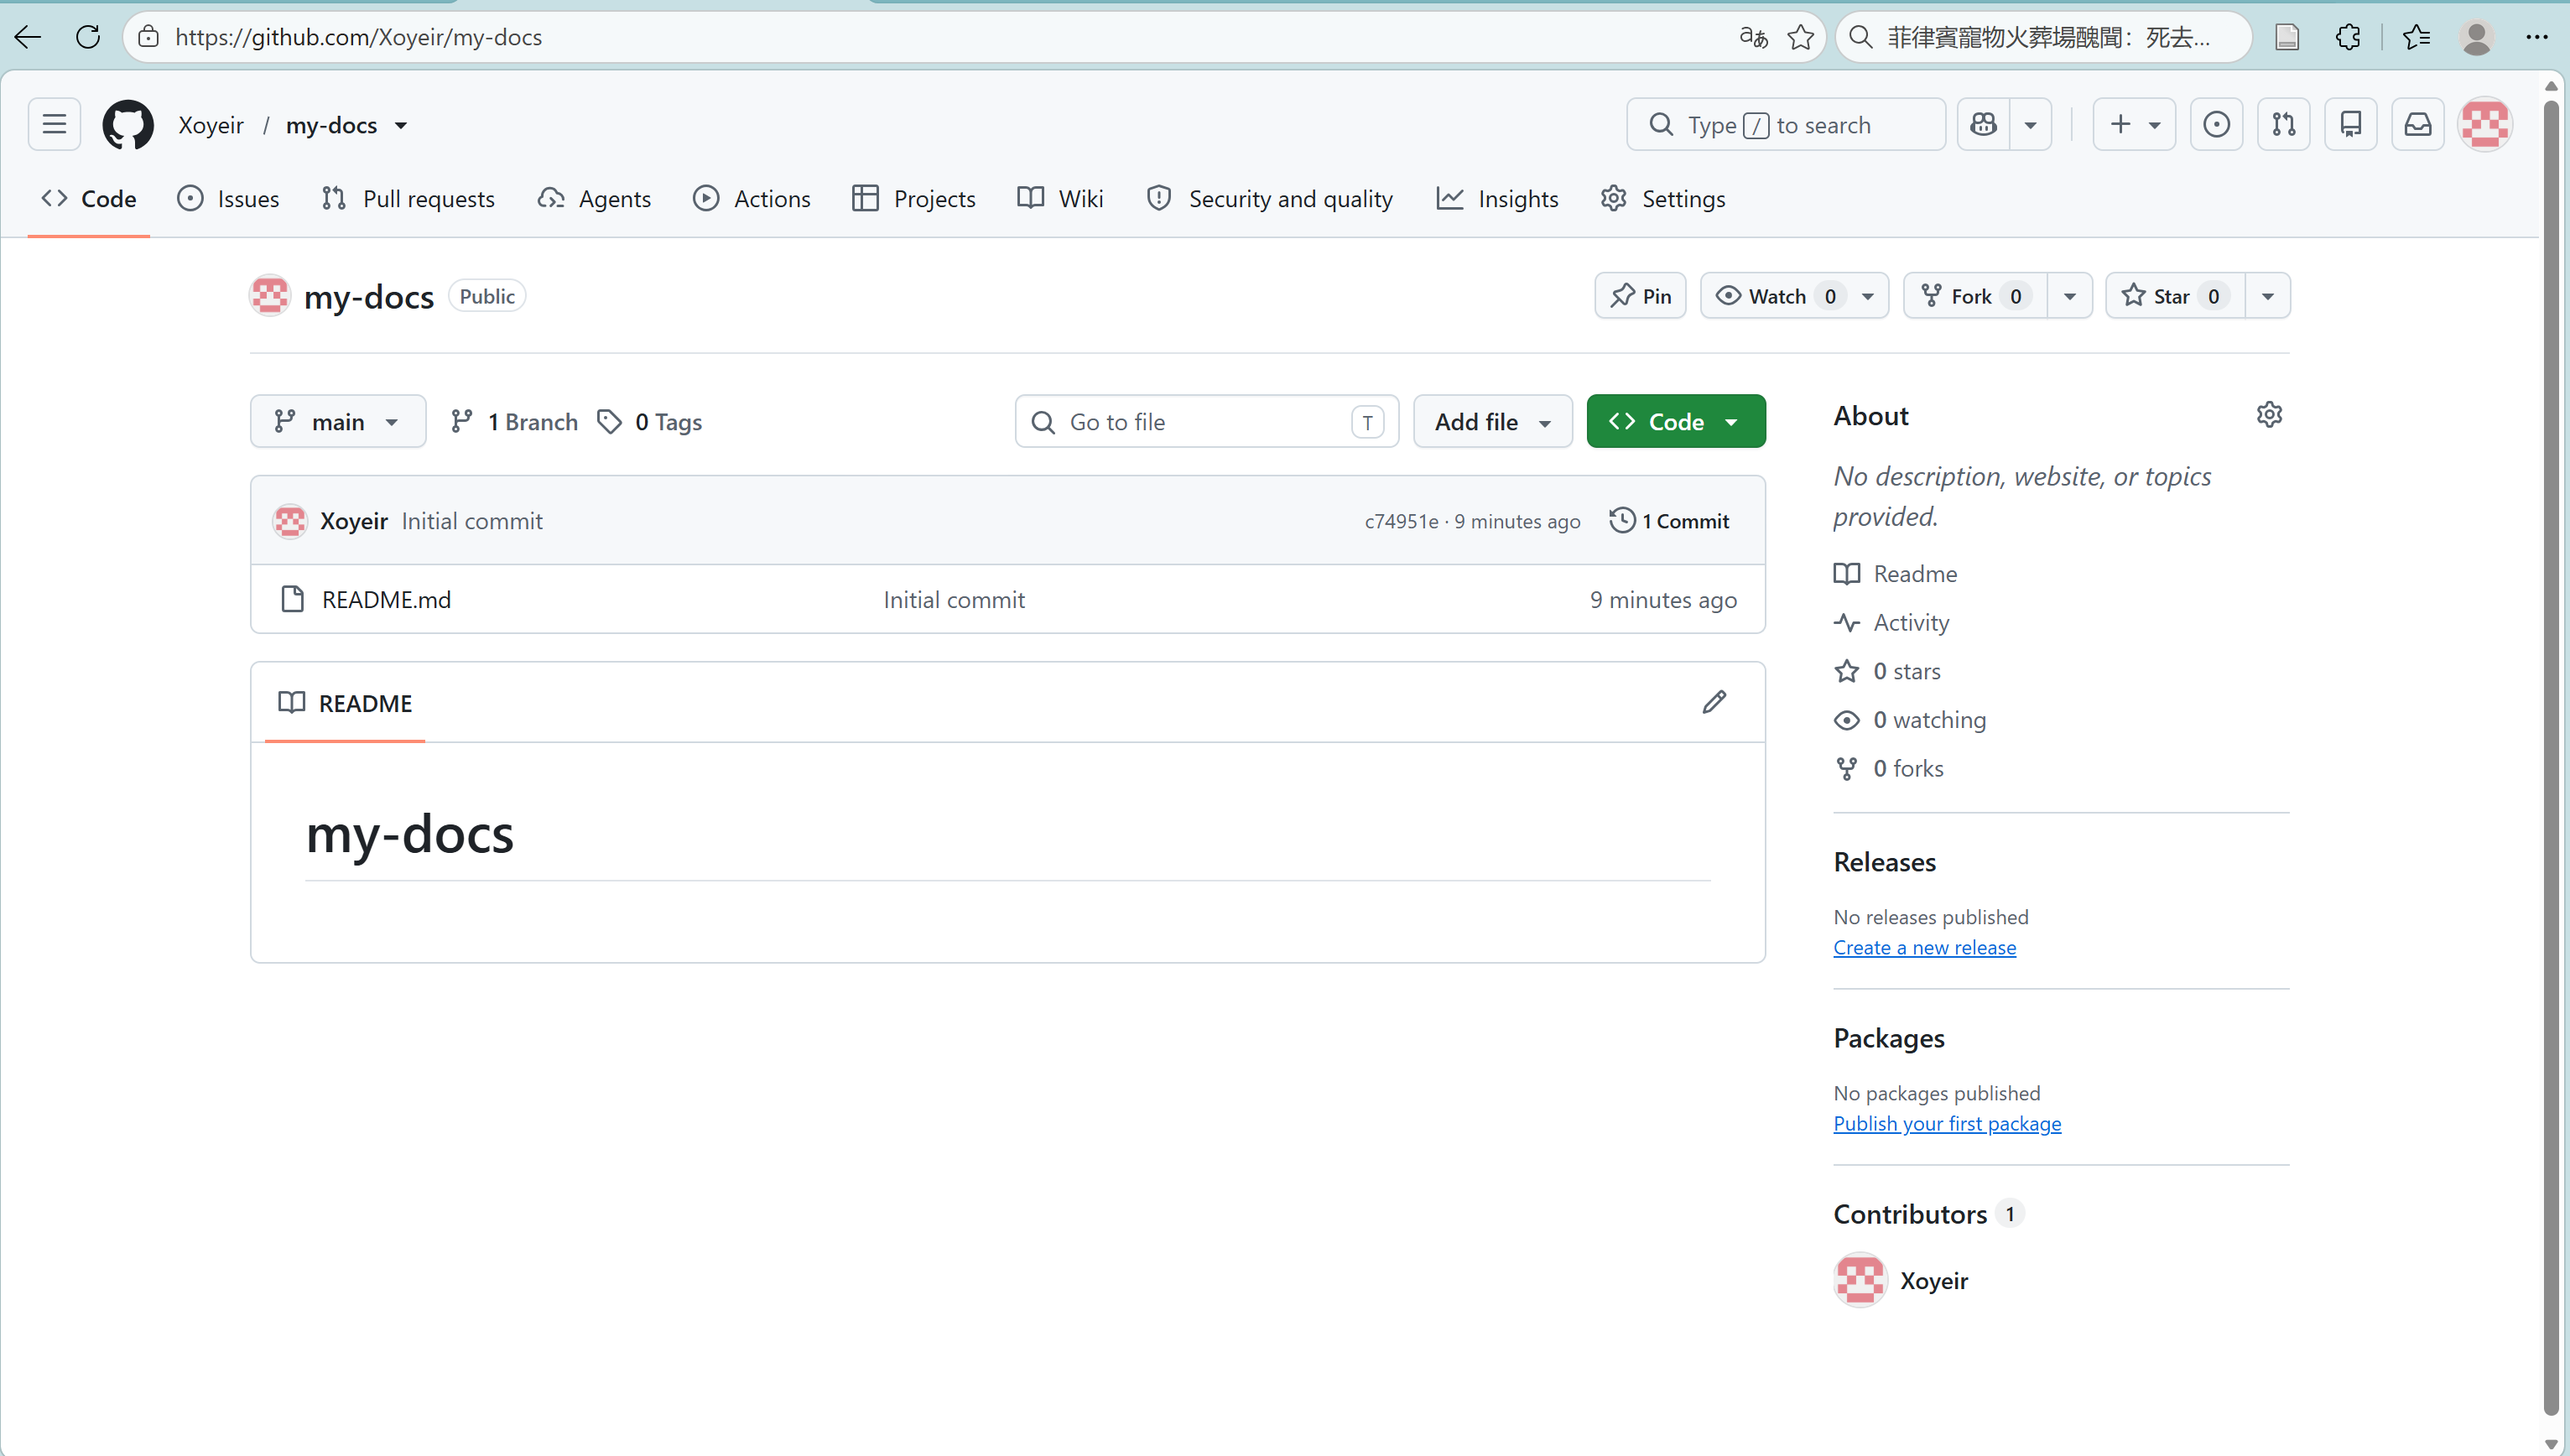 https://github.com/Xoyeir/my-docs
菲律賓寵物火葬場醜聞：死去...
Xoyeir / my-docs
Type / to search
Code
Issues
Pull requests
Agents
Actions
Projects
Wiki
Security and quality
Insights
Settings
my-docs Public
Pin
Watch 0
Fork 0
Star 0
main
1 Branch
0 Tags
Go to file T
Add file
Code
Xoyeir Initial commit
c74951e · 9 minutes ago
1 Commit
README.md
Initial commit
9 minutes ago
README
my-docs
About
No description, website, or topics
provided.
Readme
Activity
0 stars
0 watching
0 forks
Releases
No releases published
Create a new release
Packages
No packages published
Publish your first package
Contributors 1
Xoyeir